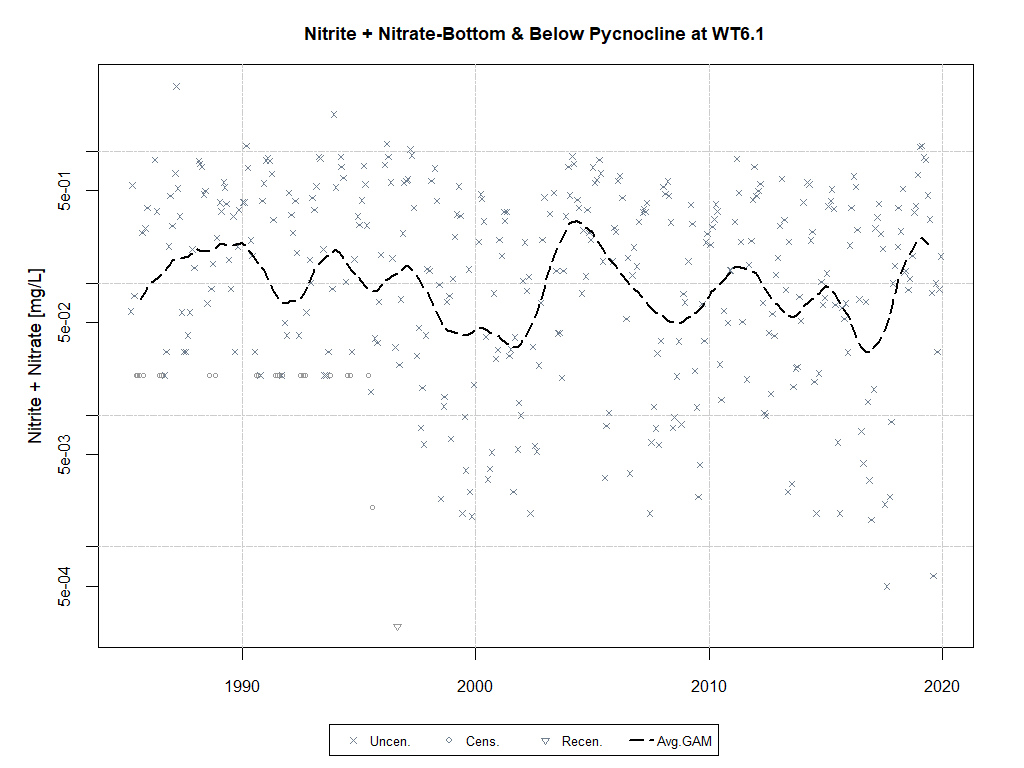 Nitrite + Nitrate-Bottom & Below Pycnocline at WT6.1
Nitrite + Nitrate [mg/L]
5e-01
5e-02
5e-03
5e-04
1990 2000 2010 2020
Uncen. Cens. Recen. Avg.GAM